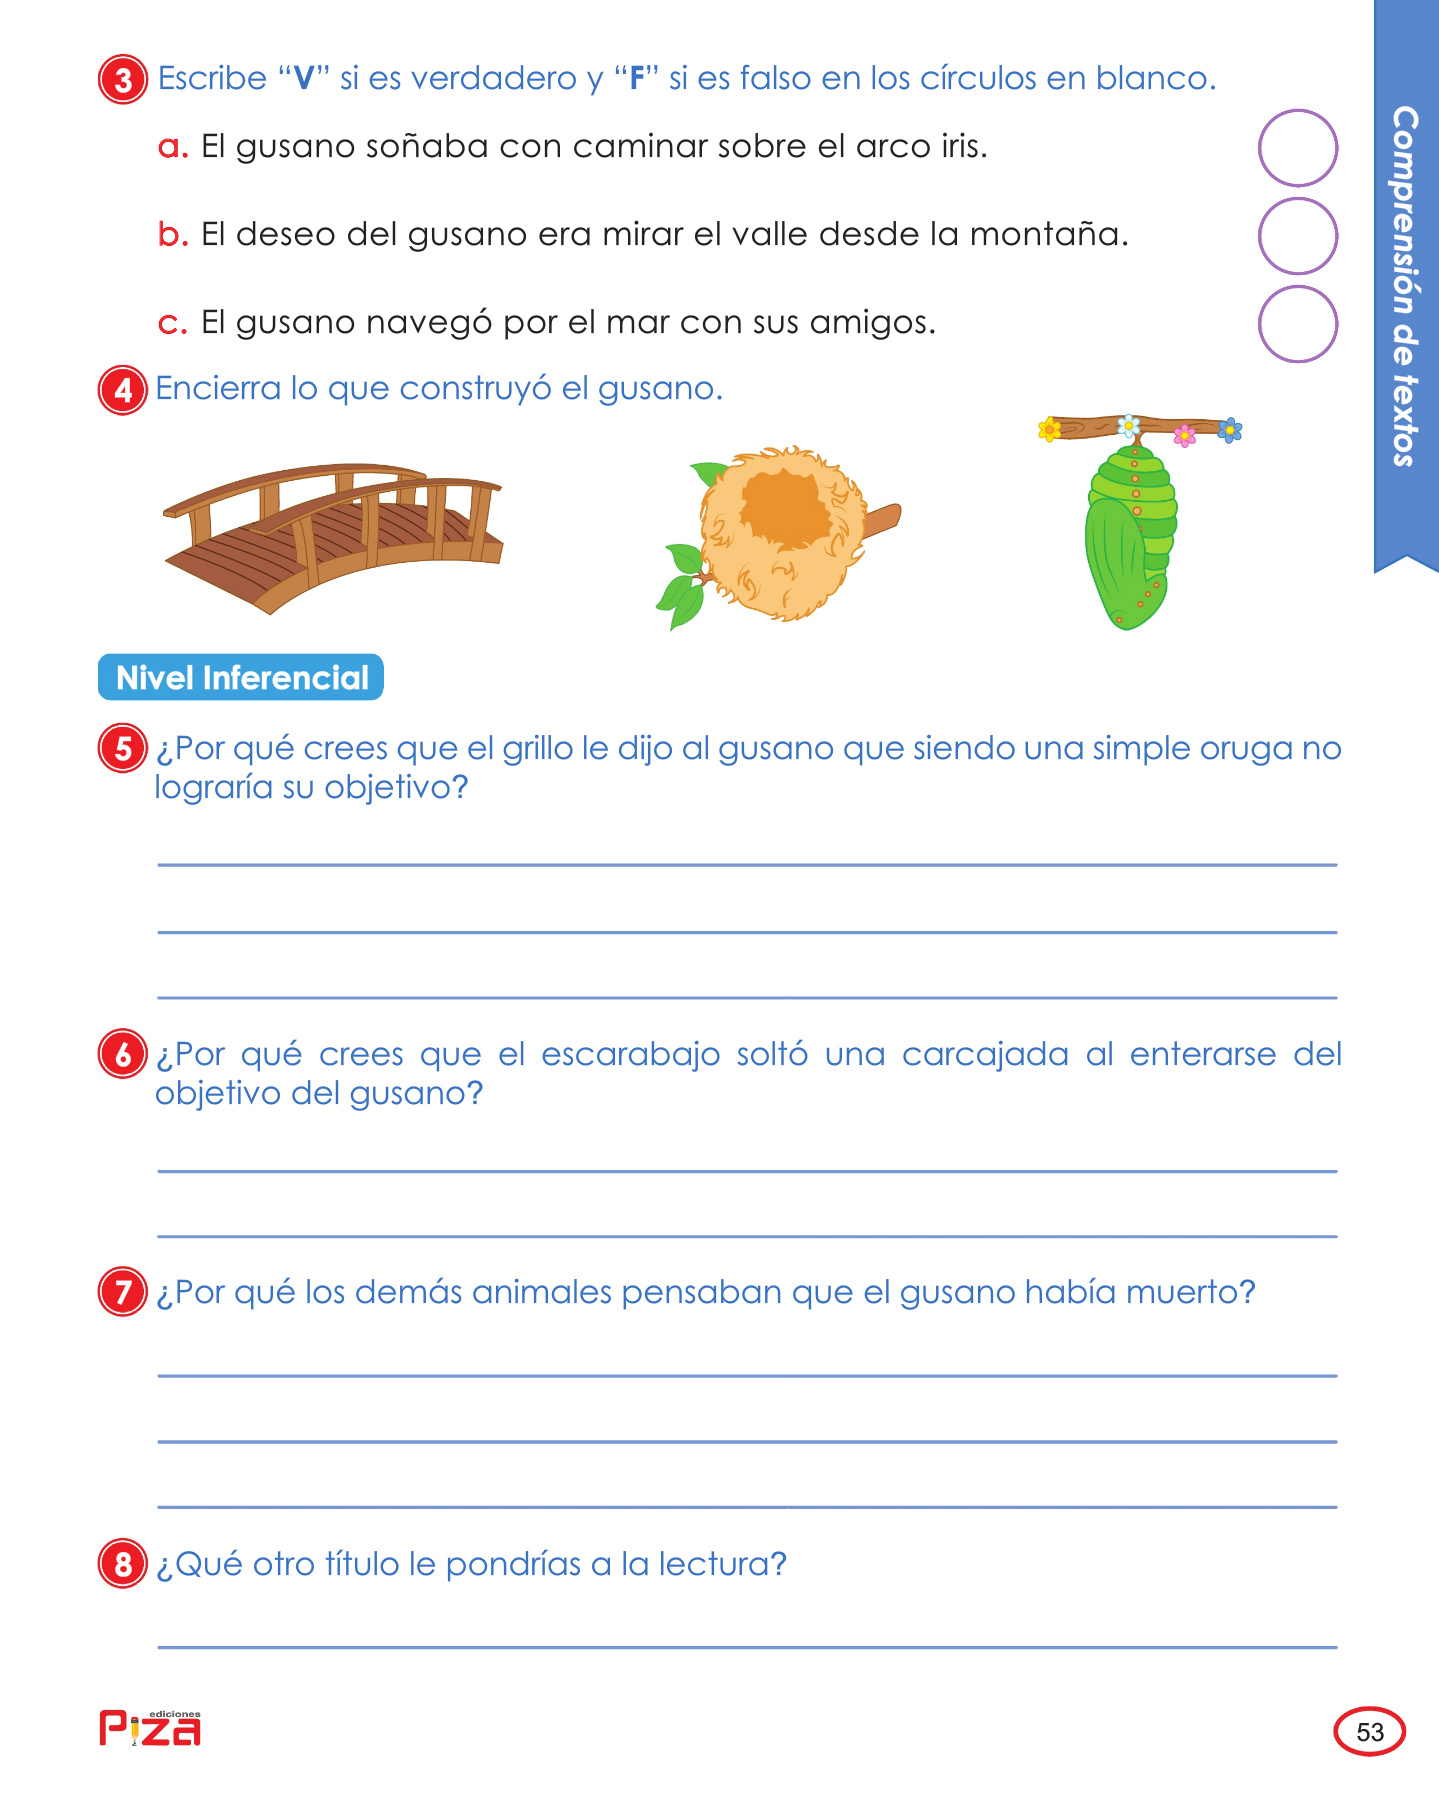 3 Escribe “V” si es verdadero y “F” si es falso en los círculos en blanco.
a. El gusano soñaba con caminar sobre el arco iris.
b. El deseo del gusano era mirar el valle desde la montaña.
c. El gusano navegó por el mar con sus amigos.
4 Encierra lo que construyó el gusano.
Nivel Inferencial
5 ¿Por qué crees que el grillo le dijo al gusano que siendo una simple oruga no
lograría su objetivo?
6 ¿Por qué crees que el escarabajo soltó una carcajada al enterarse del
objetivo del gusano?
7 ¿Por qué los demás animales pensaban que el gusano había muerto?
8 ¿Qué otro título le pondrías a la lectura?
Comprensión de textos
ediciones
Piza
53